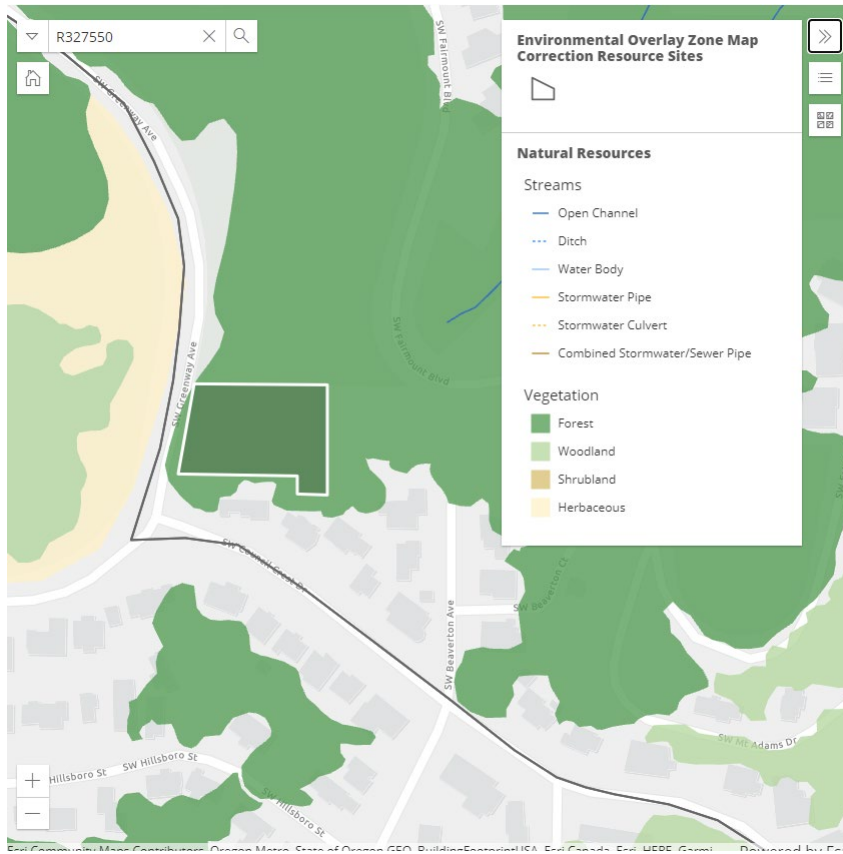 R327550
Environmental Overlay Zone Map
Correction Resource Sites
Natural Resources
Streams
Open Channel
Ditch
Water Body
Stormwater Pipe
Stormwater Culvert
Combined Stormwater/Sewer Pipe
Vegetation
Forest
Woodland
Shrubland
Herbaceous
SW Greenway Ave
SW Fairmount Blvd
SW Greenway Ave
SW Fairmount Blvd
SW Council Crest Dr
SW Beaverton Ave
SW Beaverton Ct
SW Mt Adams Dr
Hillsboro St
SW Hillsboro St
SW Hillsboro St
Esri Community Maps Contributors, Oregon Metro, State of Oregon GEO, BuildingFootprintUSA, Esri Canada, Esri, HERE, Garmi
Powered by Es